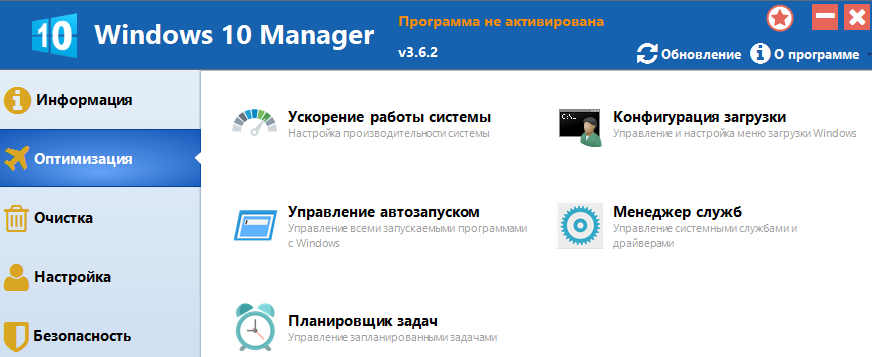 10 Windows 10 Manager
Программа не активирована
v3.6.2
Обновление
О программе
Информация
Оптимизация
Очистка
Настройка
Безопасность
Ускорение работы системы
Настройка производительности системы
Конфигурация загрузки
Управление и настройка меню загрузки Windows
Управление автозапуском
Управление всеми запускаемыми программами
с Windows
Менеджер служб
Управление системными службами и
драйверами
Планировщик задач
Управление запланированными задачами
C:\_